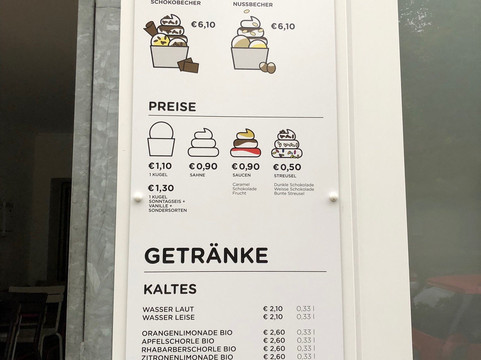 SCHOKOBECHER
NUSSBECHER
€ 6,10
€ 6,10
PREISE
€ 1,10
1 KUGEL
€ 0,90
SAHNE
€ 0,90
SAUCEN
€ 0,50
STREUSEL
€ 1,30
1 KUGEL
SONNTAGSEIS +
VANILLE +
SONDERSORTEN
Caramel
Schokolade
Frucht
Dunkle Schokolade
Weisse Schokolade
Bunte Streusel
GETRÄNKE
KALTES
WASSER LAUT € 2,10 0,33 l
WASSER LEISE € 2,10 0,33 l
ORANGENLIMONADE BIO € 2,60 0,33 l
APFELSCHORLE BIO € 2,60 0,33 l
RHABARBERSCHORLE BIO € 2,60 0,33 l
ZITRONENLIMONADE BIO € 2,60 0,33 l